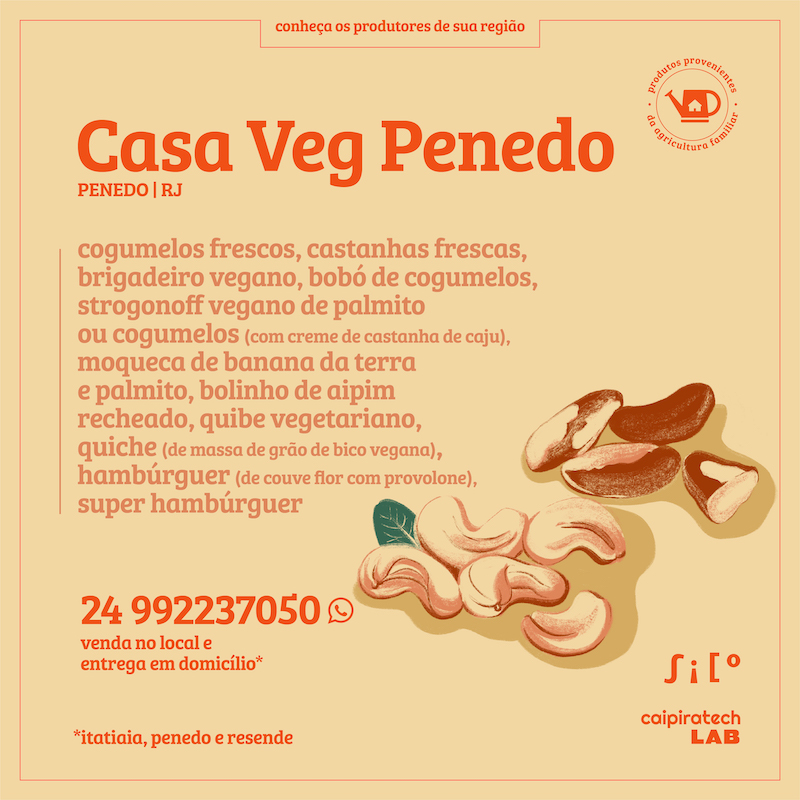 conheça os produtores de sua região
produtos provenientes
da agricultura familiar
Casa Veg Penedo
PENEDO | RJ
cogumelos frescos, castanhas frescas,
brigadeiro vegano, bobó de cogumelos,
strogonoff vegano de palmito
ou cogumelos (com creme de castanha de caju),
moqueca de banana da terra
e palmito, bolinho de aipim
recheado, quibe vegetariano,
quiche (de massa de grão de bico vegana),
hambúrguer (de couve flor com provolone),
super hambúrguer
24 992237050
venda no local e
entrega em domicílio*
caipiratech
LAB
*itatiaia, penedo e resende